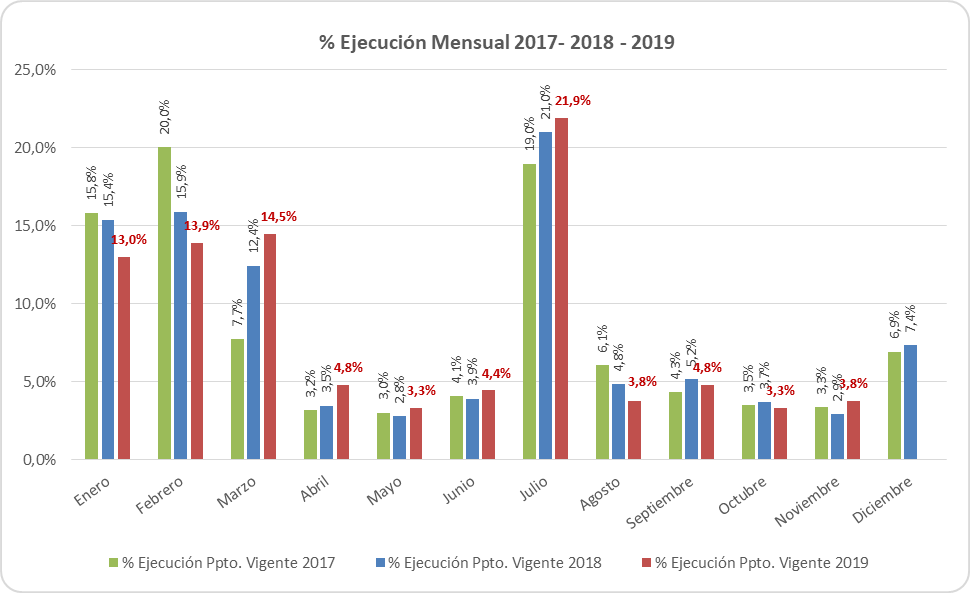 % Ejecución Mensual 2017- 2018 - 2019
25,0%
20,0%
15,0%
10,0%
5,0%
0,0%
15,8%
15,4%
13,0%
20,0%
15,9%
13,9%
7,7%
12,4%
14,5%
3,2%
3,5%
4,8%
3,0%
2,8%
3,3%
4,1%
3,9%
4,4%
19,0%
21,0%
21,9%
6,1%
4,8%
3,8%
4,3%
5,2%
4,8%
3,5%
3,7%
3,3%
3,3%
2,9%
3,8%
6,9%
7,4%
Enero
Febrero
Marzo
Abril
Mayo
Junio
Julio
Agosto
Septiembre
Octubre
Noviembre
Diciembre
% Ejecución Ppto. Vigente 2017
% Ejecución Ppto. Vigente 2018
% Ejecución Ppto. Vigente 2019